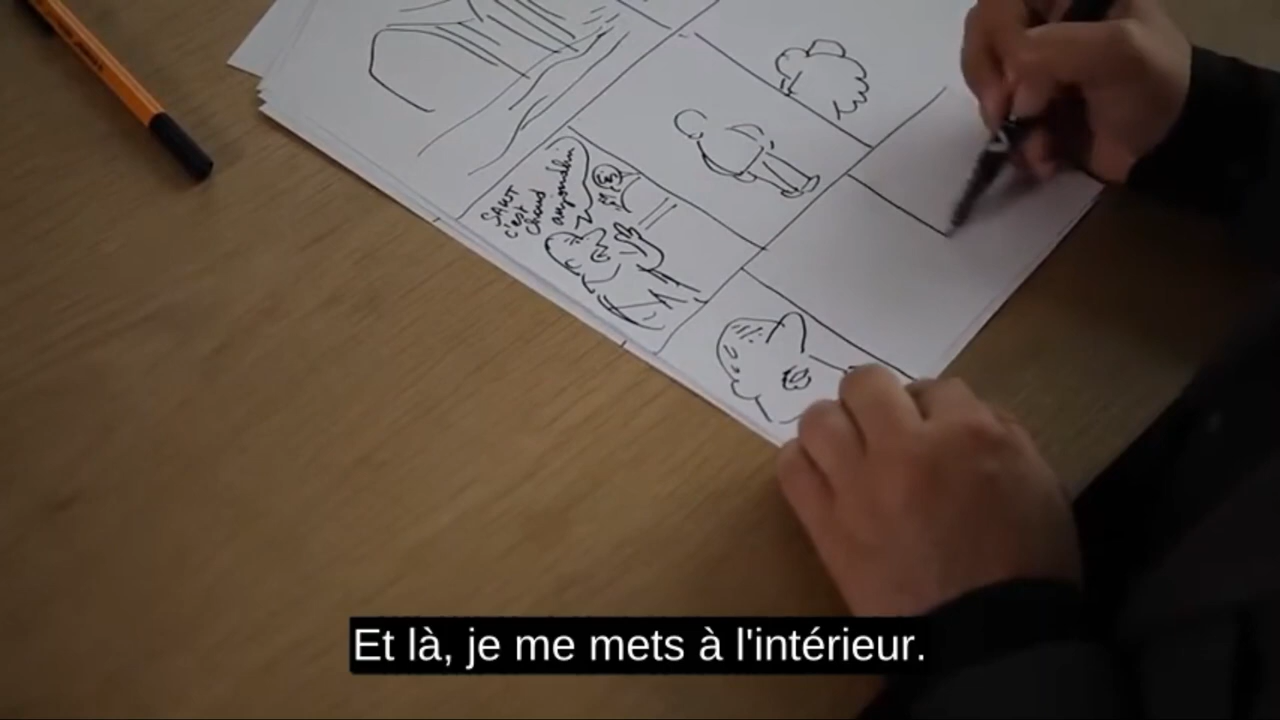 SALUT
c'est
chaud
aujourd'hui
Et là, je me mets à l'intérieur.